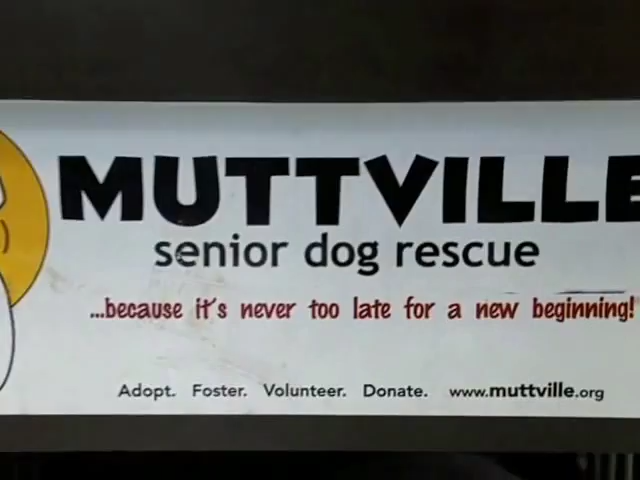 MUTTVILLE
senior dog rescue
...because it's never too late for a new beginning!
Adopt. Foster. Volunteer. Donate. www.muttville.org